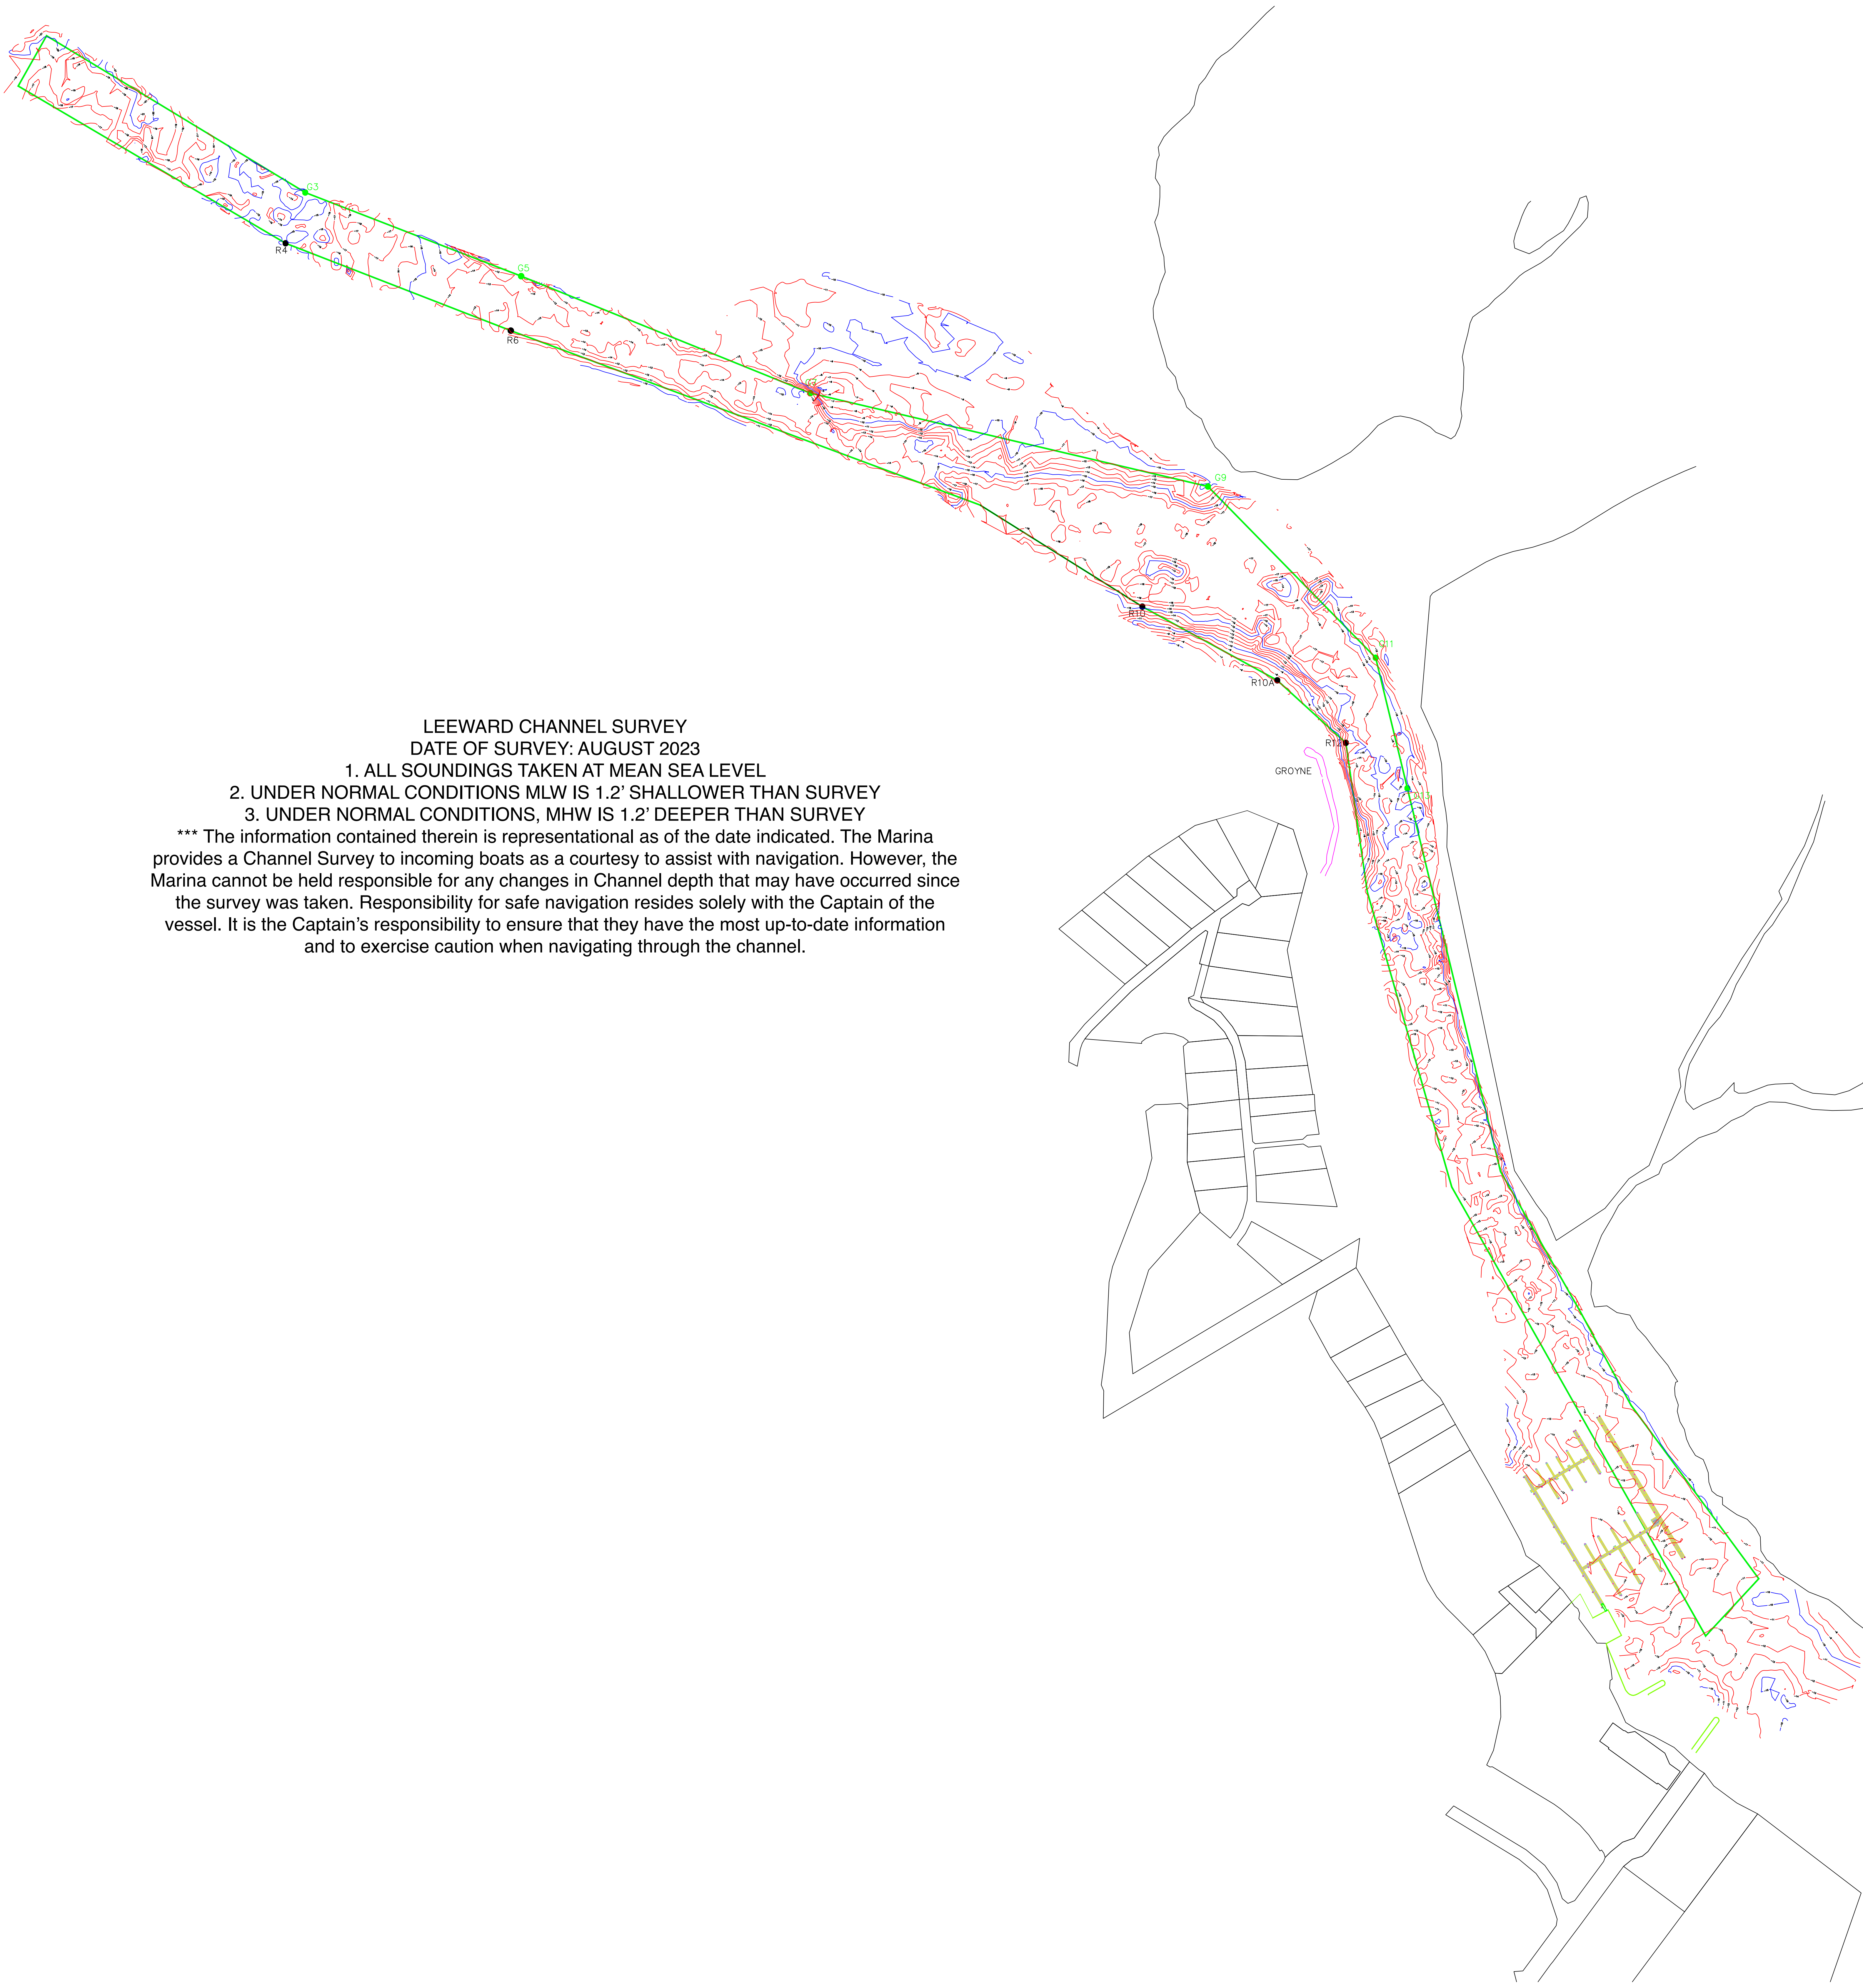 G3
R4
G5
R6
G9
R10
G11
R10A
R12
GROYNE
G13
LEEWARD CHANNEL SURVEY
DATE OF SURVEY: AUGUST 2023
1. ALL SOUNDINGS TAKEN AT MEAN SEA LEVEL
2. UNDER NORMAL CONDITIONS MLW IS 1.2’ SHALLOWER THAN SURVEY
3. UNDER NORMAL CONDITIONS, MHW IS 1.2’ DEEPER THAN SURVEY
*** The information contained therein is representational as of the date indicated. The Marina
provides a Channel Survey to incoming boats as a courtesy to assist with navigation. However, the
Marina cannot be held responsible for any changes in Channel depth that may have occurred since
the survey was taken. Responsibility for safe navigation resides solely with the Captain of the
vessel. It is the Captain’s responsibility to ensure that they have the most up-to-date information
and to exercise caution when navigating through the channel.